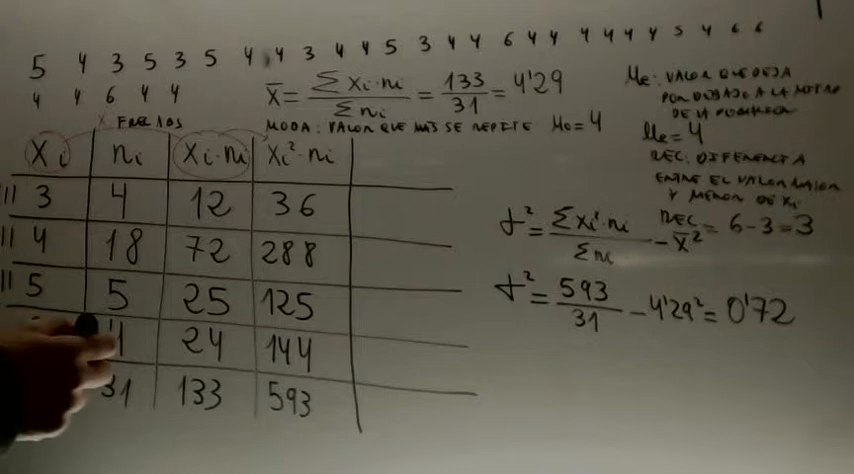 5 4 3 5 3 5 4 4 3 4 4 5 3 4 4 6 4 4 4 4 4 4 5 4 6 6
4 4 6 4 4
x̄ = Σxi·ni / Σni = 133/31 = 4'29
Me: VALOR QUE DEJA
POR DEBAJO A LA MITAD
DE LA
MODA: VALOR QUE MÁS SE REPITE Mo=4
Me=4
REC: DIFERENCIA
ENTRE EL VALOR MAYOR
Y MENOR DE xi
REC = 6-3=3
xi ni xi·ni xi²·ni
3 4 12 36
4 18 72 288
5 5 25 125
4 24 144
31 133 593
σ² = Σxi²·ni / Σni - x̄²
σ² = 593/31 - 4'29² = 0'72